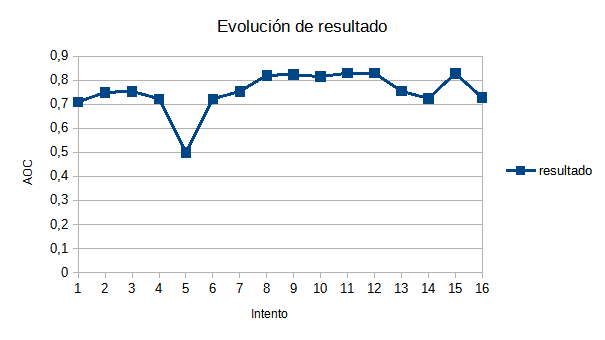 Evolución de resultado
0,9
0,8
0,7
0,6
0,5
0,4
0,3
0,2
0,1
0
AOC
1 2 3 4 5 6 7 8 9 10 11 12 13 14 15 16
Intento
resultado